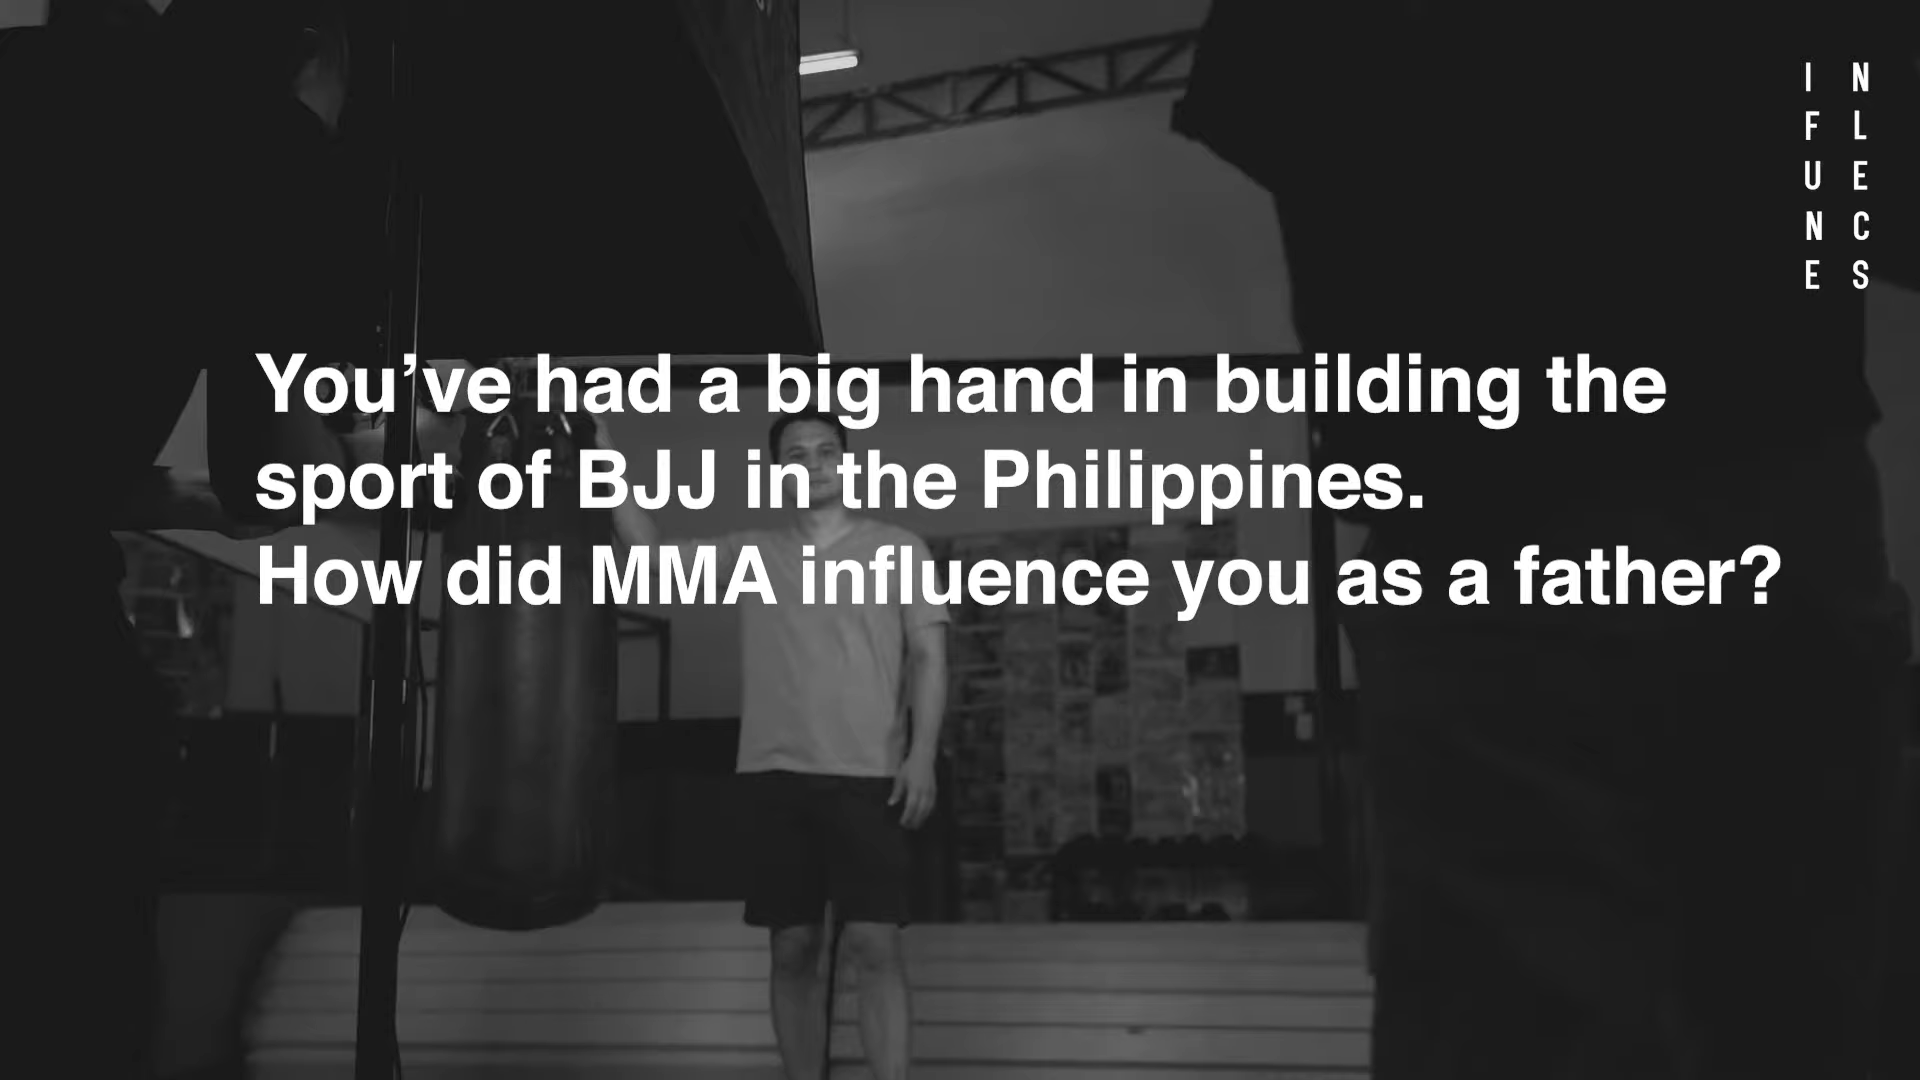 I N
F L
U E
N C
E S
You’ve had a big hand in building the
sport of BJJ in the Philippines.
How did MMA influence you as a father?